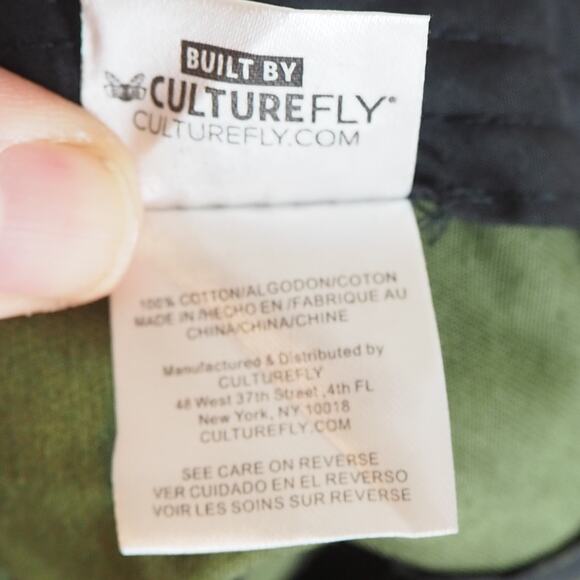 BUILT BY
CULTUREFLY®
CULTUREFLY.COM
100% COTTON/ALGODON/COTON
MADE IN/HECHO EN/FABRIQUE AU
CHINA/CHINA/CHINE
Manufactured & Distributed by
CULTUREFLY
48 West 37th Street ,4th FL
New York, NY 10018
CULTUREFLY.COM
SEE CARE ON REVERSE
VER CUIDADO EN EL REVERSO
VOIR LES SOINS SUR REVERSE